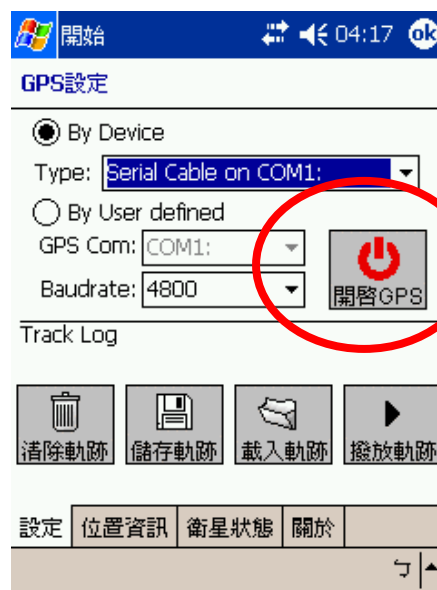 開始 04:17 ok
GPS設定
By Device
Type: Serial Cable on COM1:
By User defined
GPS Com: COM1:
Baudrate: 4800
開啓GPS
Track Log
清除軌跡 儲存軌跡 載入軌跡 撥放軌跡
設定 位置資訊 衛星狀態 關於
ㄅ